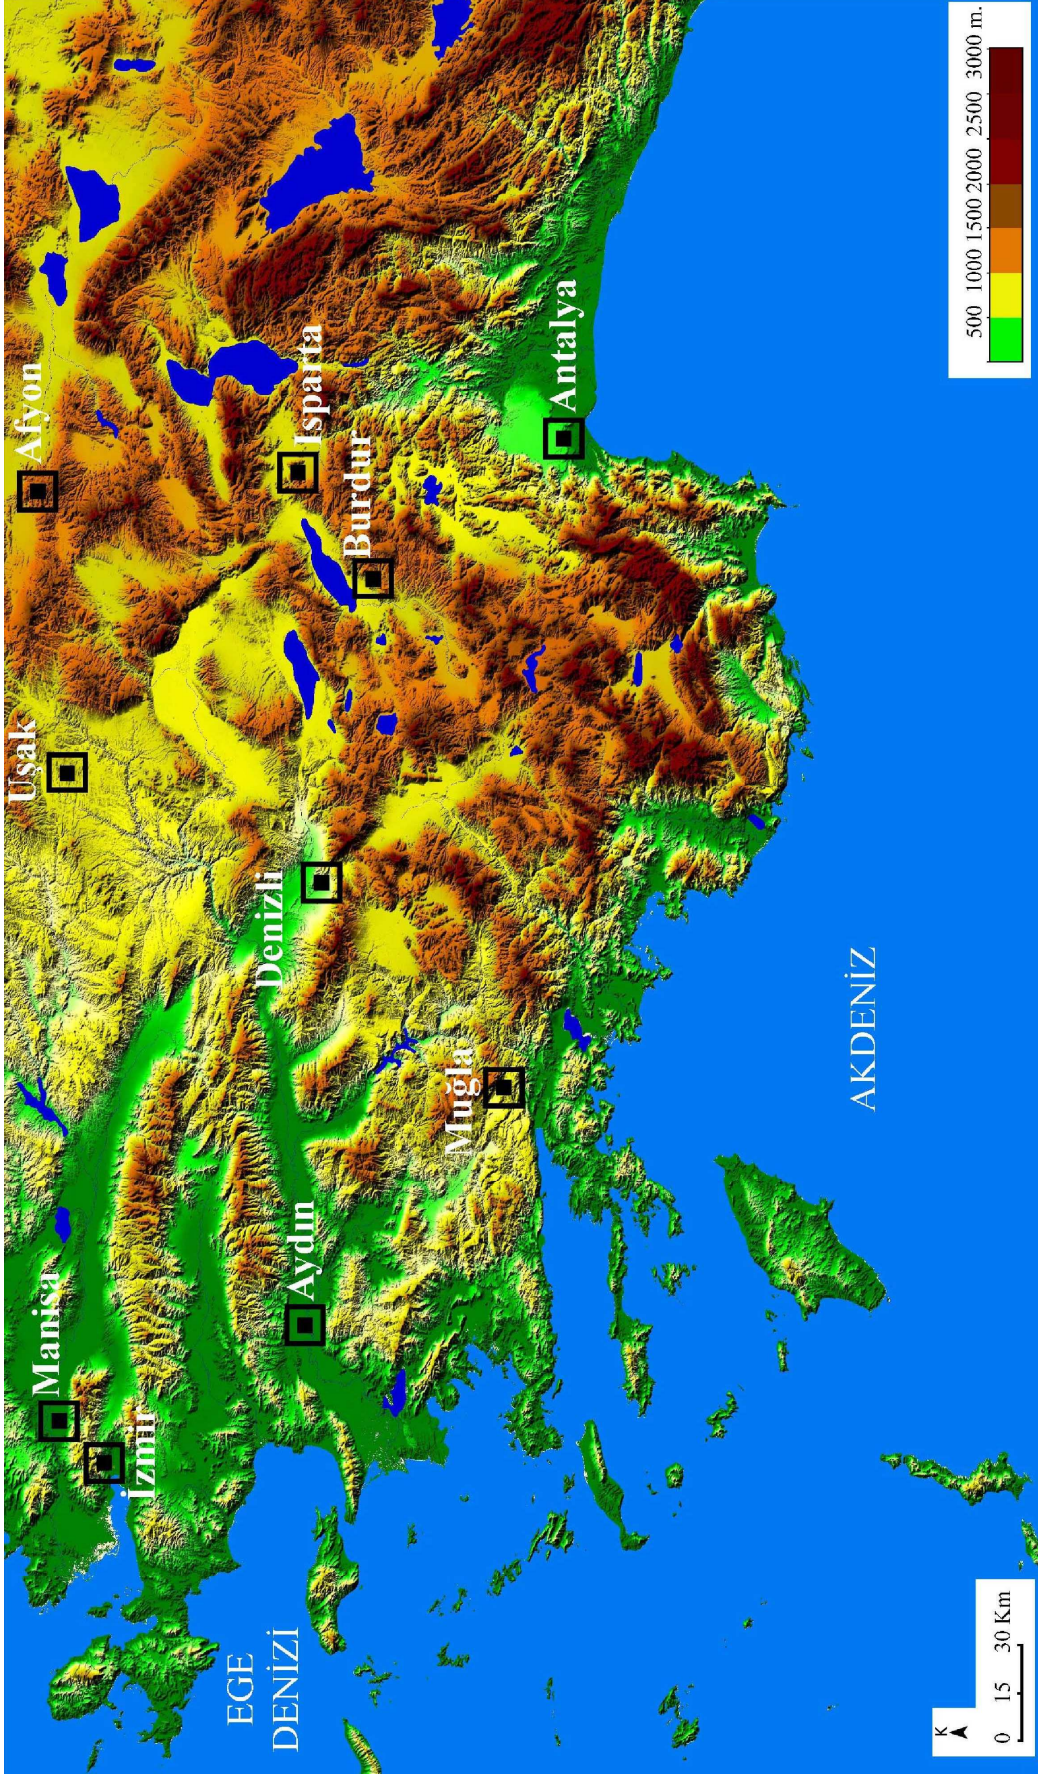 Uşak
Afyon
Manisa
İzmir
Aydın
Denizli
Isparta
Burdur
Muğla
Antalya
EGE
DENİZİ
AKDENİZ
K
0 15 30 Km
500 1000 1500 2000 2500 3000 m.